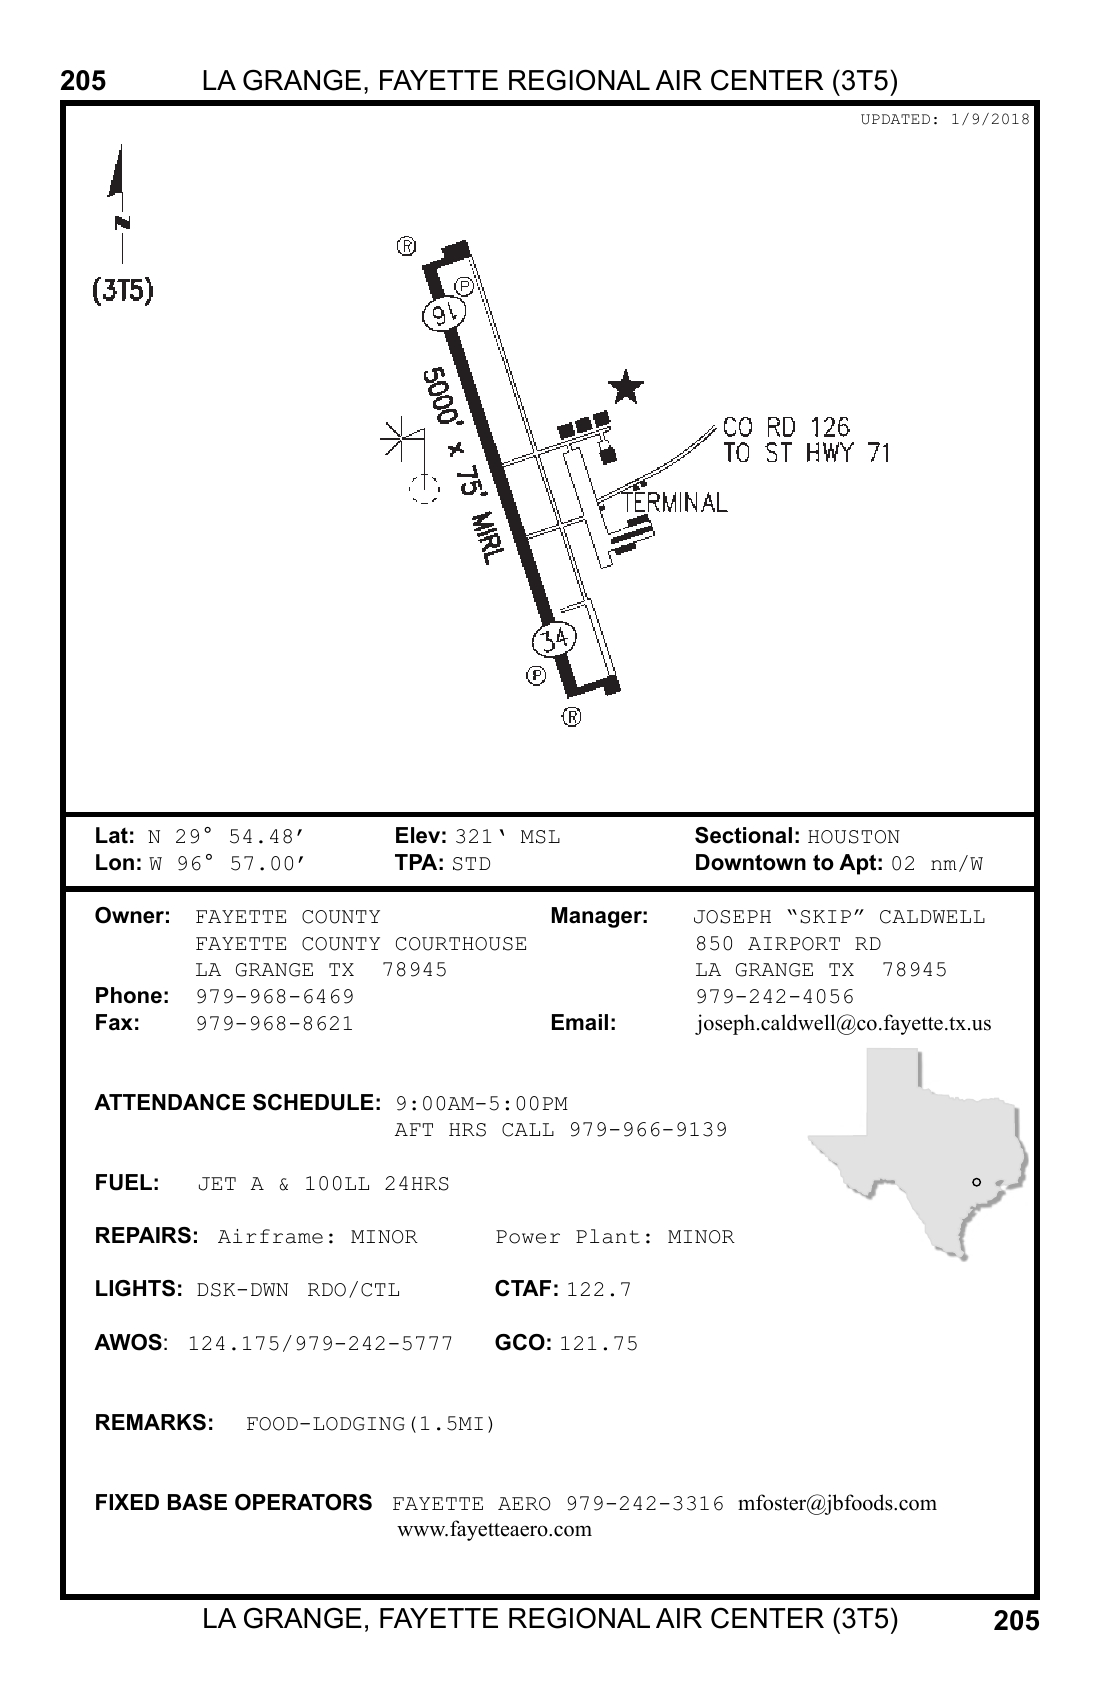 205 LA GRANGE, FAYETTE REGIONAL AIR CENTER (3T5)
UPDATED: 1/9/2018
N
(3T5)
R
P
16
5000' x 75' MIRL
CO RD 126
TO ST HWY 71
TERMINAL
34
P
R
Lat: N 29° 54.48’ Elev: 321‘ MSL Sectional: HOUSTON
Lon: W 96° 57.00’ TPA: STD Downtown to Apt: 02 nm/W
Owner: FAYETTE COUNTY Manager: JOSEPH “SKIP” CALDWELL
FAYETTE COUNTY COURTHOUSE 850 AIRPORT RD
LA GRANGE TX 78945 LA GRANGE TX 78945
Phone: 979-968-6469 979-242-4056
Fax: 979-968-8621 Email: joseph.caldwell@co.fayette.tx.us
ATTENDANCE SCHEDULE: 9:00AM-5:00PM
AFT HRS CALL 979-966-9139
FUEL: JET A & 100LL 24HRS
REPAIRS: Airframe: MINOR Power Plant: MINOR
LIGHTS: DSK-DWN RDO/CTL CTAF: 122.7
AWOS: 124.175/979-242-5777 GCO: 121.75
REMARKS: FOOD-LODGING(1.5MI)
FIXED BASE OPERATORS FAYETTE AERO 979-242-3316 mfoster@jbfoods.com
www.fayetteaero.com
LA GRANGE, FAYETTE REGIONAL AIR CENTER (3T5) 205